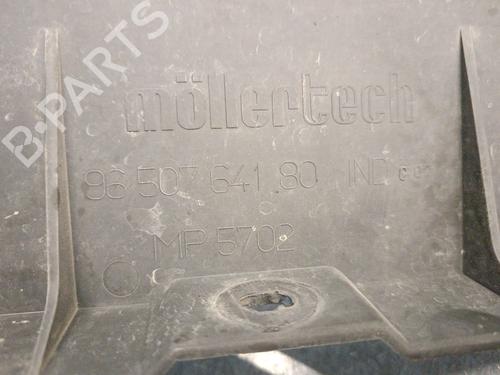 B-PARTS
möllertech
96 507 641 80 IND
MP 5702